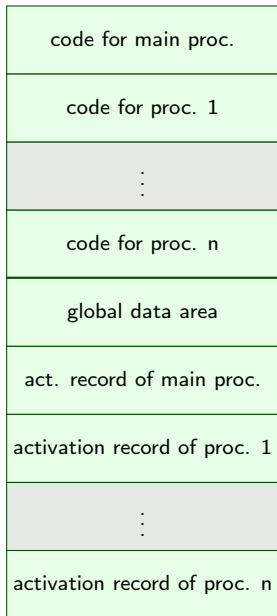 code for main proc.
code for proc. 1
⋮
code for proc. n
global data area
act. record of main proc.
activation record of proc. 1
⋮
activation record of proc. n